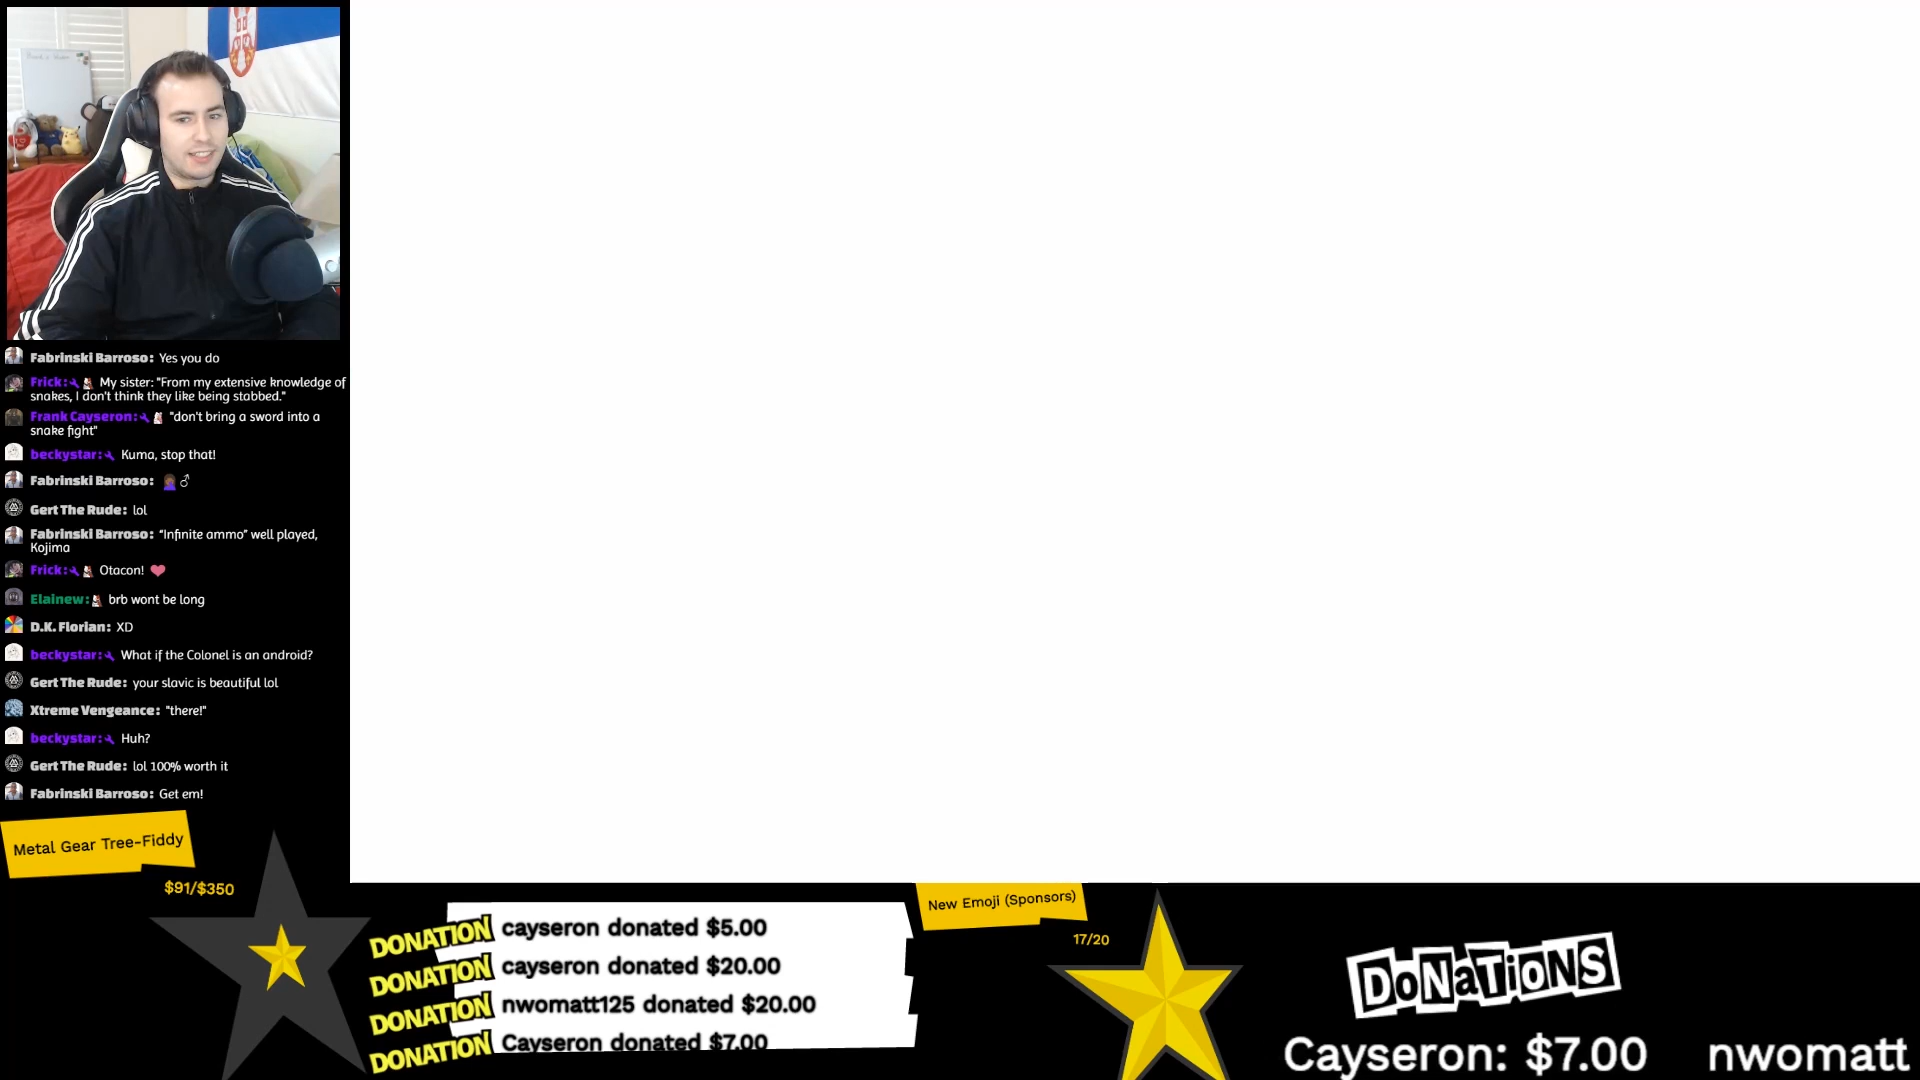 Fabrinski Barroso: Yes you do
Frick: My sister: "From my extensive knowledge of
snakes, I don't think they like being stabbed."
Frank Cayseron: "don't bring a sword into a
snake fight"
beckystar: Kuma, stop that!
Fabrinski Barroso: 🤦🏾♂
Gert The Rude: lol
Fabrinski Barroso: “Infinite ammo” well played,
Kojima
Frick: Otacon! ❤
Elainew: brb wont be long
D.K. Florian: XD
beckystar: What if the Colonel is an android?
Gert The Rude: your slavic is beautiful lol
Xtreme Vengeance: "there!"
beckystar: Huh?
Gert The Rude: lol 100% worth it
Fabrinski Barroso: Get em!
Metal Gear Tree-Fiddy
$91/$350
DONATION cayseron donated $5.00
DONATION cayseron donated $20.00
DONATION nwomatt125 donated $20.00
DONATION Cayseron donated $7.00
New Emoji (Sponsors)
17/20
DoNaTioNS
Cayseron: $7.00 nwomatt